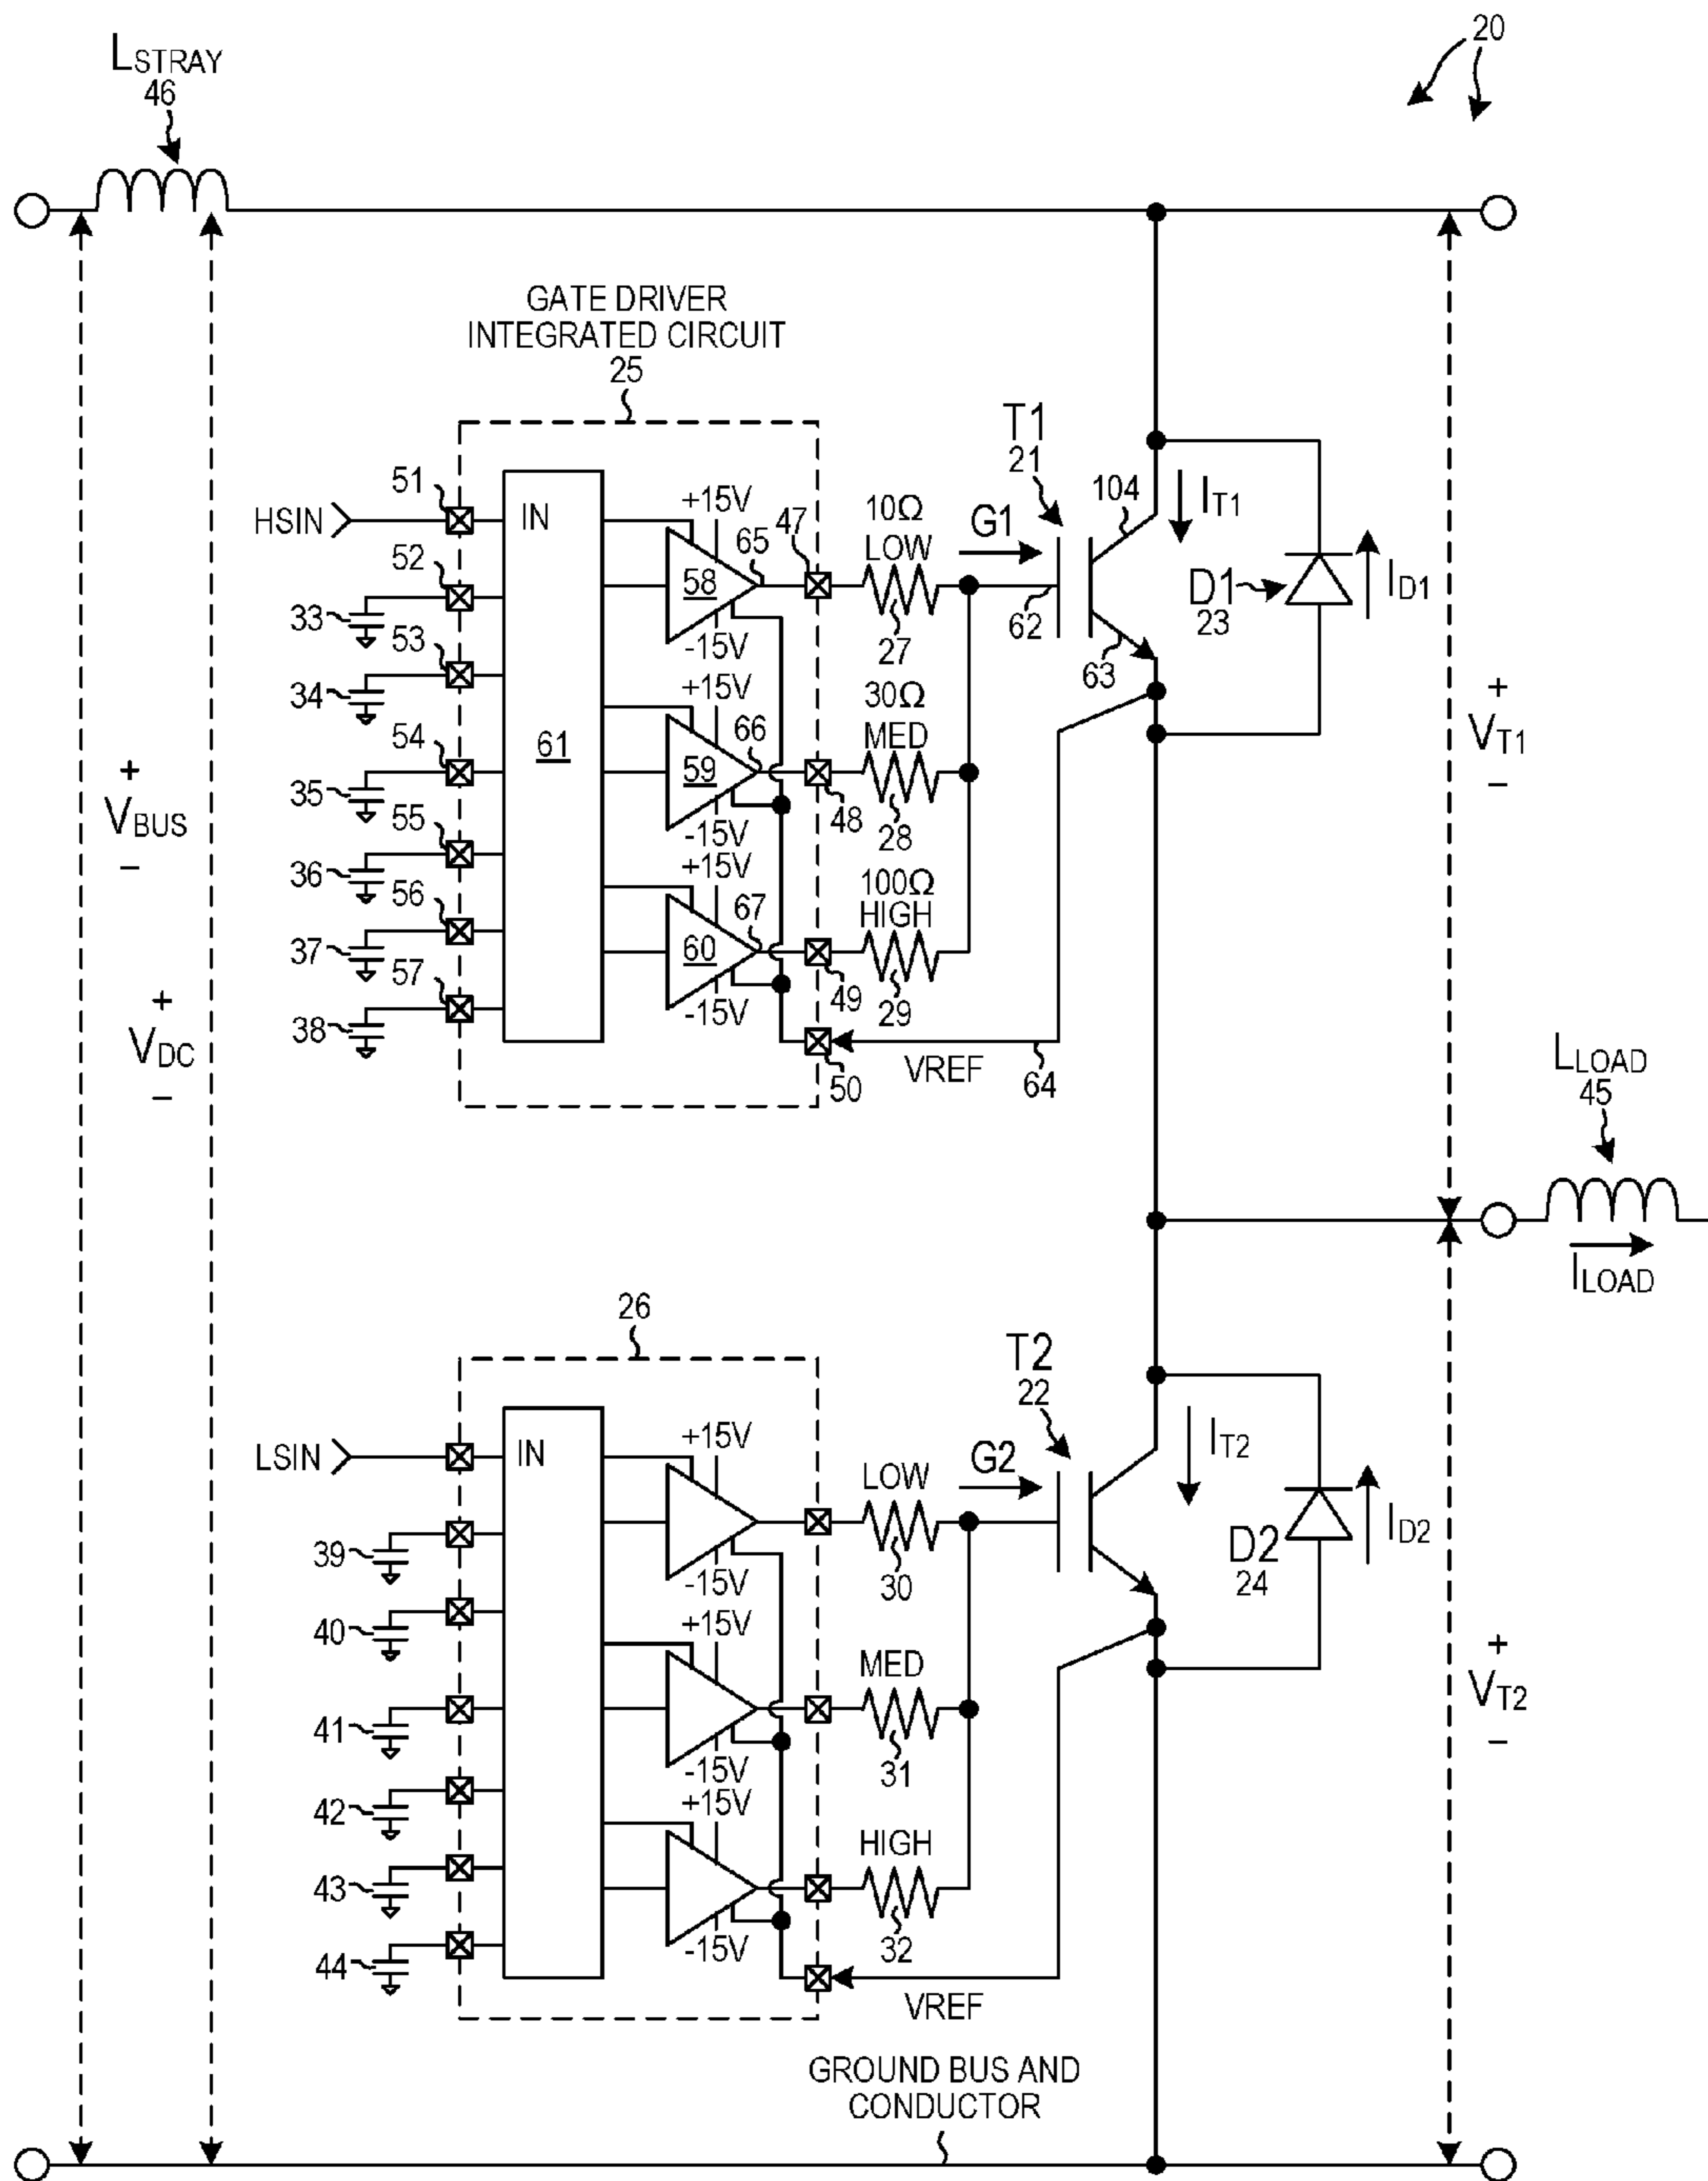 20
LSTRAY
46
GATE DRIVER
INTEGRATED CIRCUIT
25
HSIN
51
52
53
54
55
56
57
33
34
35
36
37
38
IN
61
+15V
58
-15V
65
47
+15V
59
-15V
66
48
+15V
60
-15V
67
49
50
10Ω
LOW
27
30Ω
MED
28
100Ω
HIGH
29
VREF
64
G1
62
T1
21
104
63
IT1
D1
23
ID1
+
VT1
-
+
VBUS
-
+
VDC
-
LLOAD
45
ILOAD
26
LSIN
39
40
41
42
43
44
IN
+15V
-15V
+15V
-15V
+15V
-15V
LOW
30
MED
31
HIGH
32
VREF
G2
T2
22
IT2
D2
24
ID2
+
VT2
-
GROUND BUS AND
CONDUCTOR